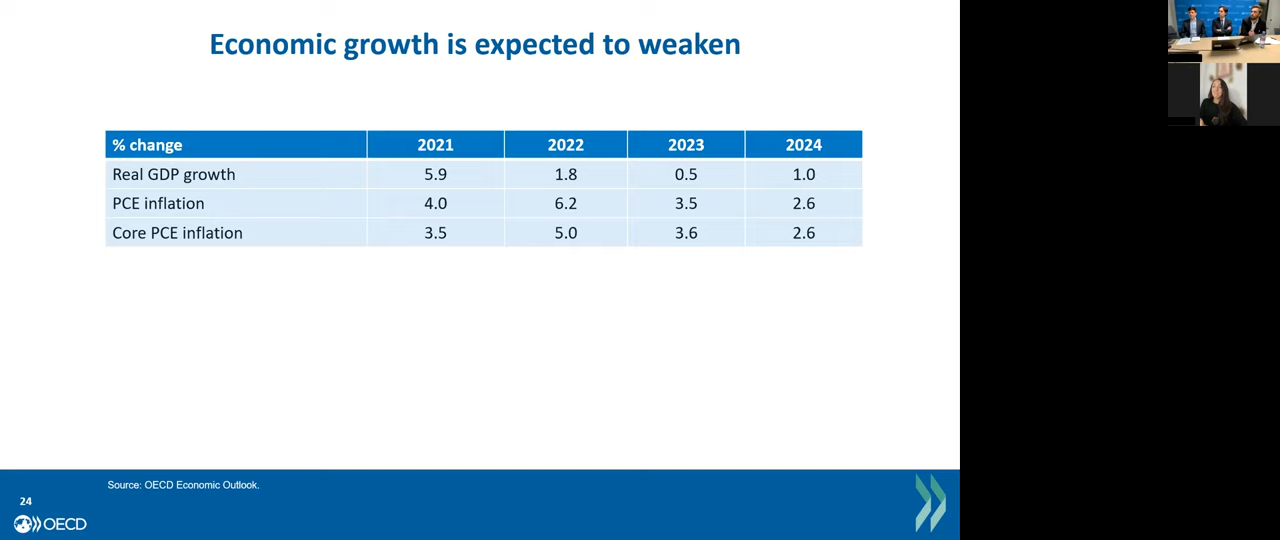 Economic growth is expected to weaken
% change 2021 2022 2023 2024
Real GDP growth 5.9 1.8 0.5 1.0
PCE inflation 4.0 6.2 3.5 2.6
Core PCE inflation 3.5 5.0 3.6 2.6
Source: OECD Economic Outlook.
24
OECD